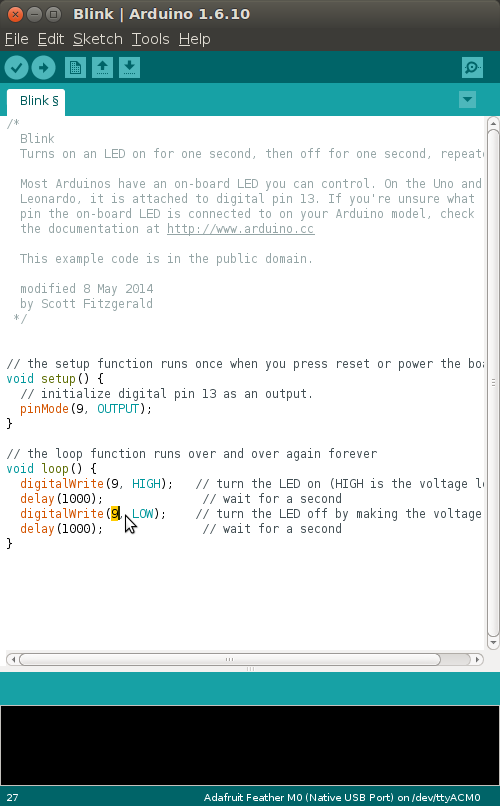 Blink | Arduino 1.6.10
File Edit Sketch Tools Help
Blink §
/*
  Blink
  Turns on an LED on for one second, then off for one second, repeate
  Most Arduinos have an on-board LED you can control. On the Uno and
  Leonardo, it is attached to digital pin 13. If you're unsure what
  pin the on-board LED is connected to on your Arduino model, check
  the documentation at http://www.arduino.cc
  This example code is in the public domain.
  modified 8 May 2014
  by Scott Fitzgerald
 */
// the setup function runs once when you press reset or power the boa
void setup() {
  // initialize digital pin 13 as an output.
  pinMode(9, OUTPUT);
}
// the loop function runs over and over again forever
void loop() {
  digitalWrite(9, HIGH);   // turn the LED on (HIGH is the voltage le
  delay(1000);              // wait for a second
  digitalWrite(9, LOW);    // turn the LED off by making the voltage
  delay(1000);              // wait for a second
}
27 Adafruit Feather M0 (Native USB Port) on /dev/ttyACM0